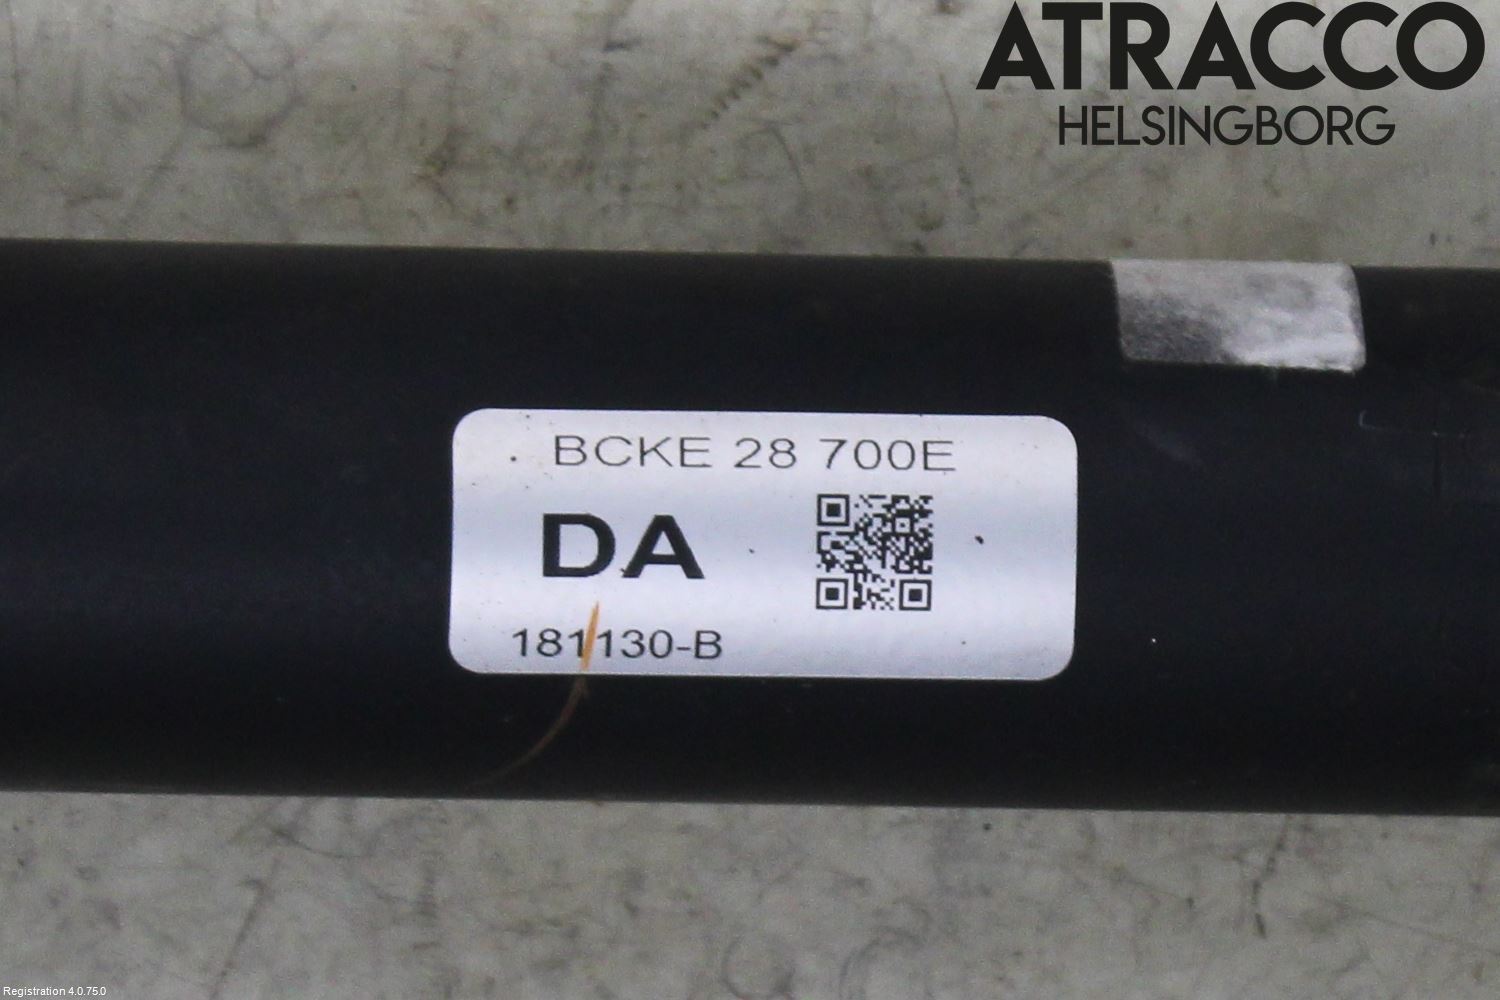 ATRACCO
HELSINGBORG
BCKE 28 700E
DA
181130-B
Registration 4.0.75.0